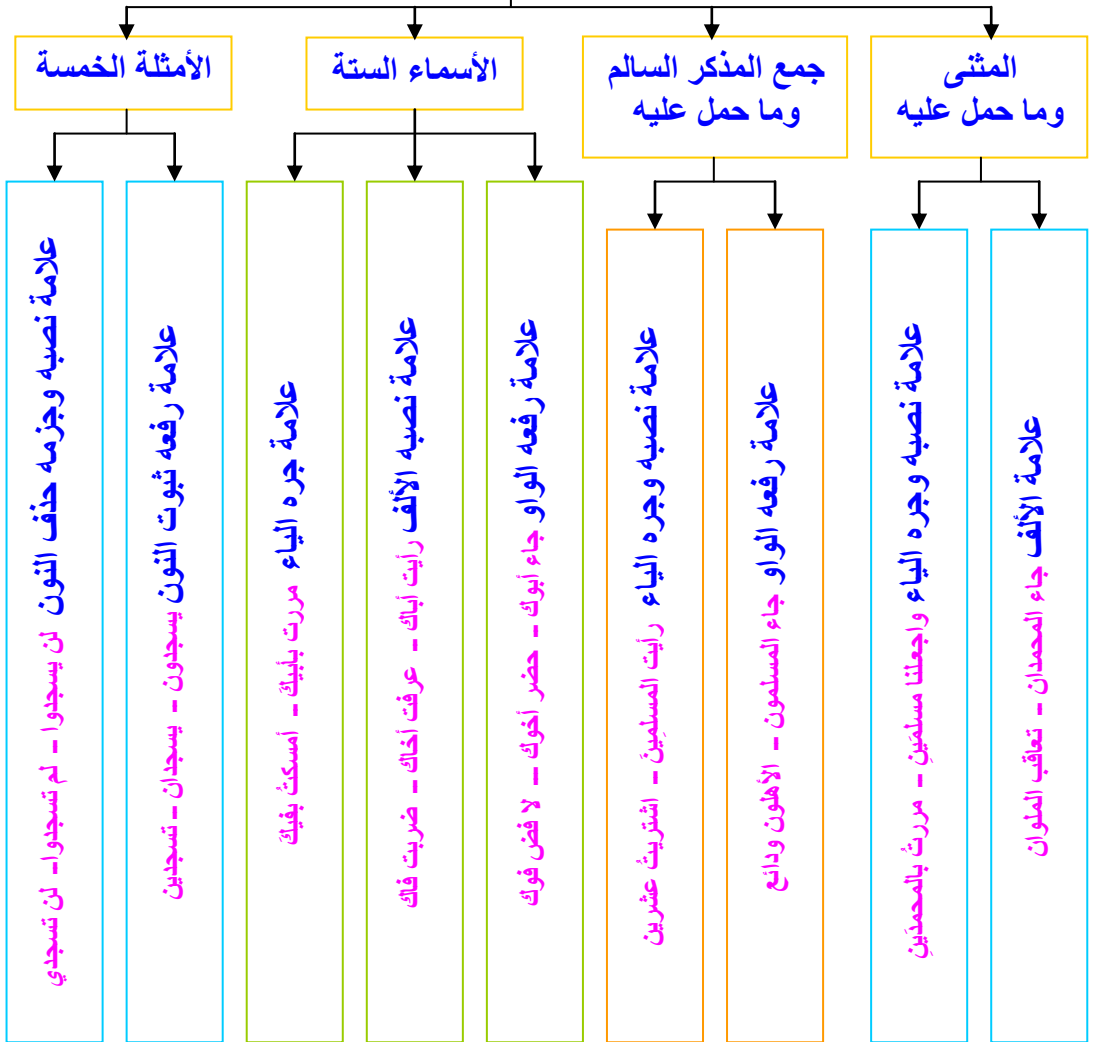 المثنى
وما حمل عليه
جمع المذكر السالم
وما حمل عليه
الأسماء الستة
الأمثلة الخمسة
علامة الألف جاء المحمدان – تعاقب الملوان
علامة نصبه وجره الياء واجعلنا مسلمَينِ – مررتُ بالمحمدَينِ
علامة رفعه الواو جاء المسلمون – الأهلون ودائع
علامة نصبه وجره الياء رأيت المسلمِينَ – اشتريتُ عشرين
علامة رفعه الواو جاء أبوك – حضر أخوك – لا فض فوك
علامة نصبه الألف رأيت أباك – عرفت أخاك – ضربت فاك
علامة جره الياء مررت بأبيكَ – أمسكتُ بفيكَ
علامة رفعه ثبوت النون يسجدون – يسجدان – تسجدين
علامة نصبه وجزمه حذف النون لن يسجدوا – لم تسجدوا– لن تسجدي